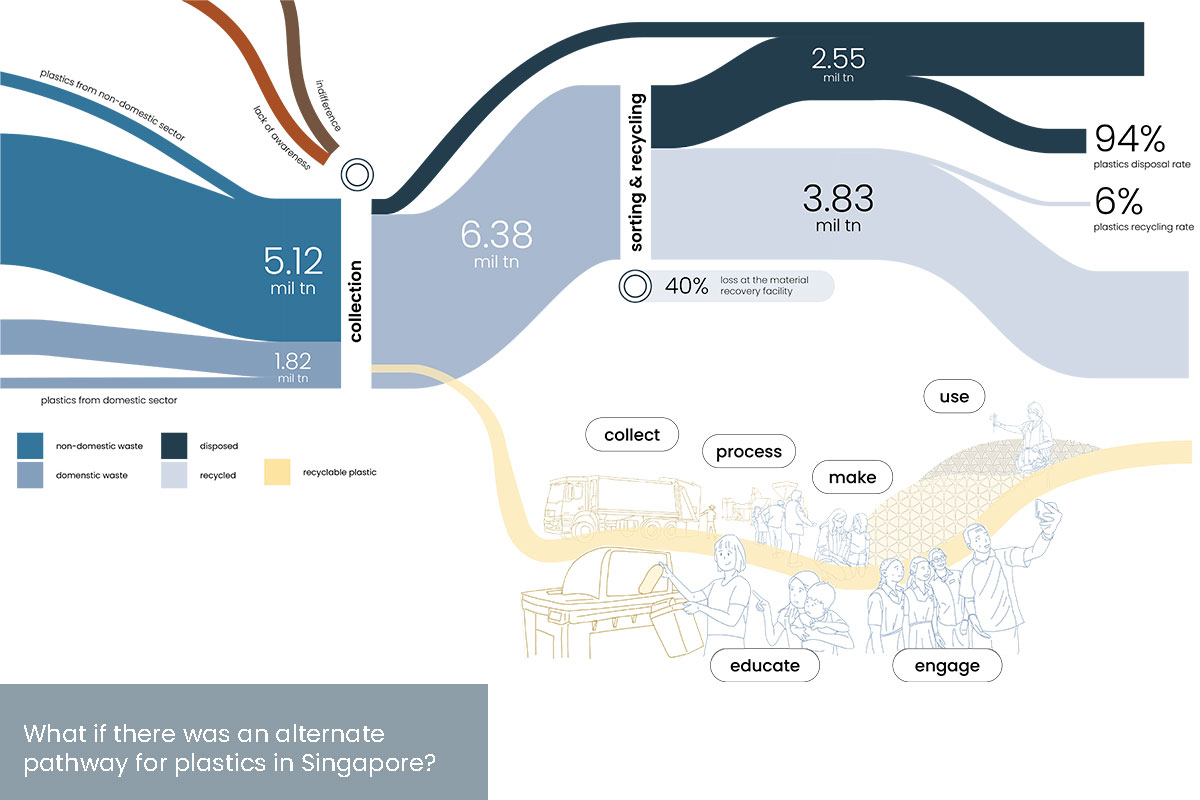 plastics from non-domestic sector
lack of awareness
indifference
collection
5.12
mil tn
1.82
mil tn
plastics from domestic sector
6.38
mil tn
sorting & recycling
2.55
mil tn
3.83
mil tn
94%
plastics disposal rate
6%
plastics recycling rate
40%
loss at the material
recovery facility
non-domestic waste
disposed
domenstic waste
recycled
recyclable plastic
collect
process
make
use
educate
engage
What if there was an alternate
pathway for plastics in Singapore?